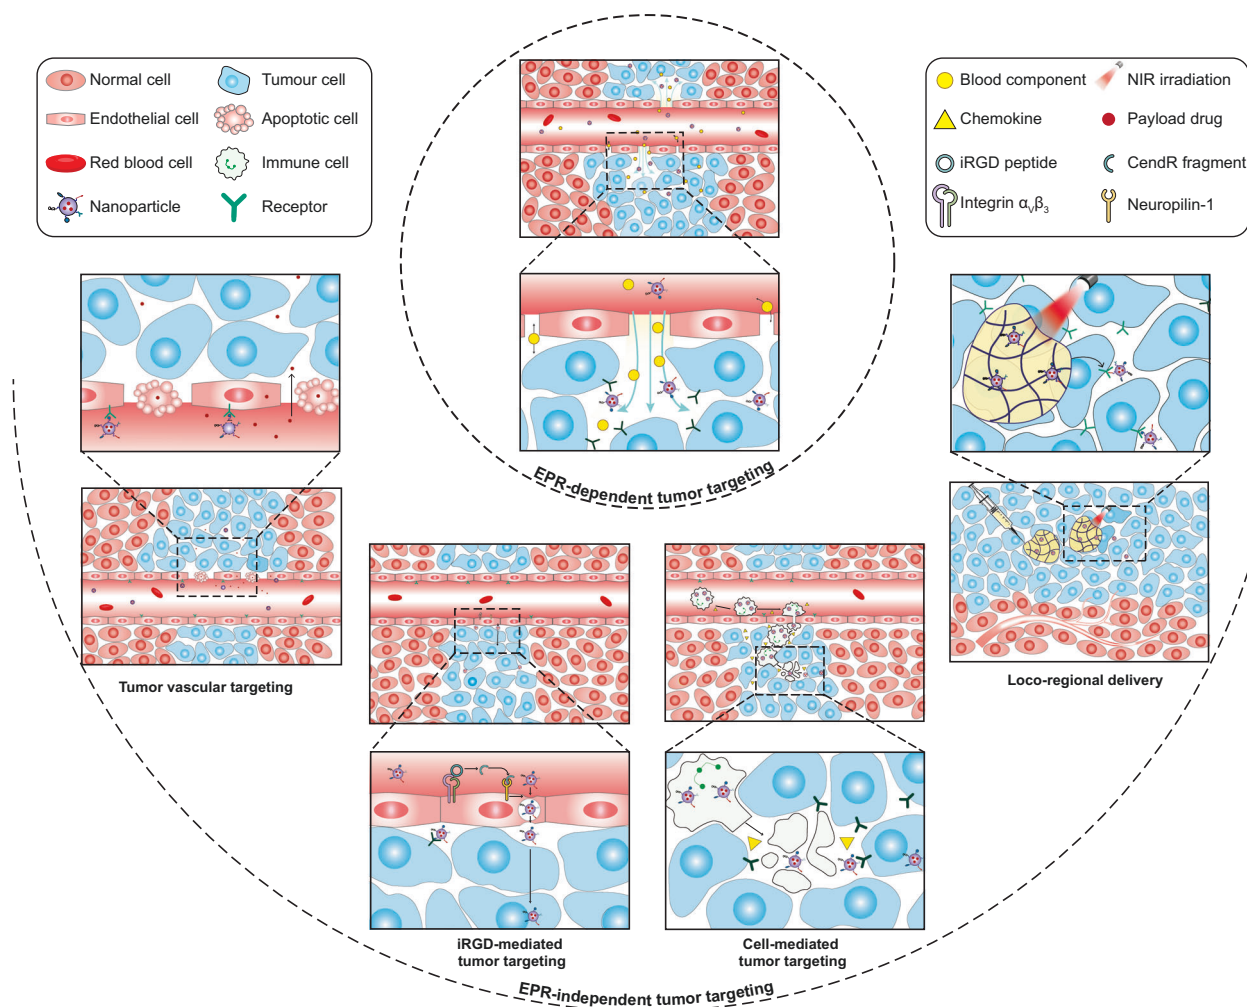 Normal cell
Tumour cell
Endothelial cell
Apoptotic cell
Red blood cell
Immune cell
Nanoparticle
Receptor
Blood component
NIR irradiation
Chemokine
Payload drug
iRGD peptide
CendR fragment
Integrin αVβ3
Neuropilin-1
EPR-dependent tumor targeting
Tumor vascular targeting
Loco-regional delivery
iRGD-mediated
tumor targeting
Cell-mediated
tumor targeting
EPR-independent tumor targeting